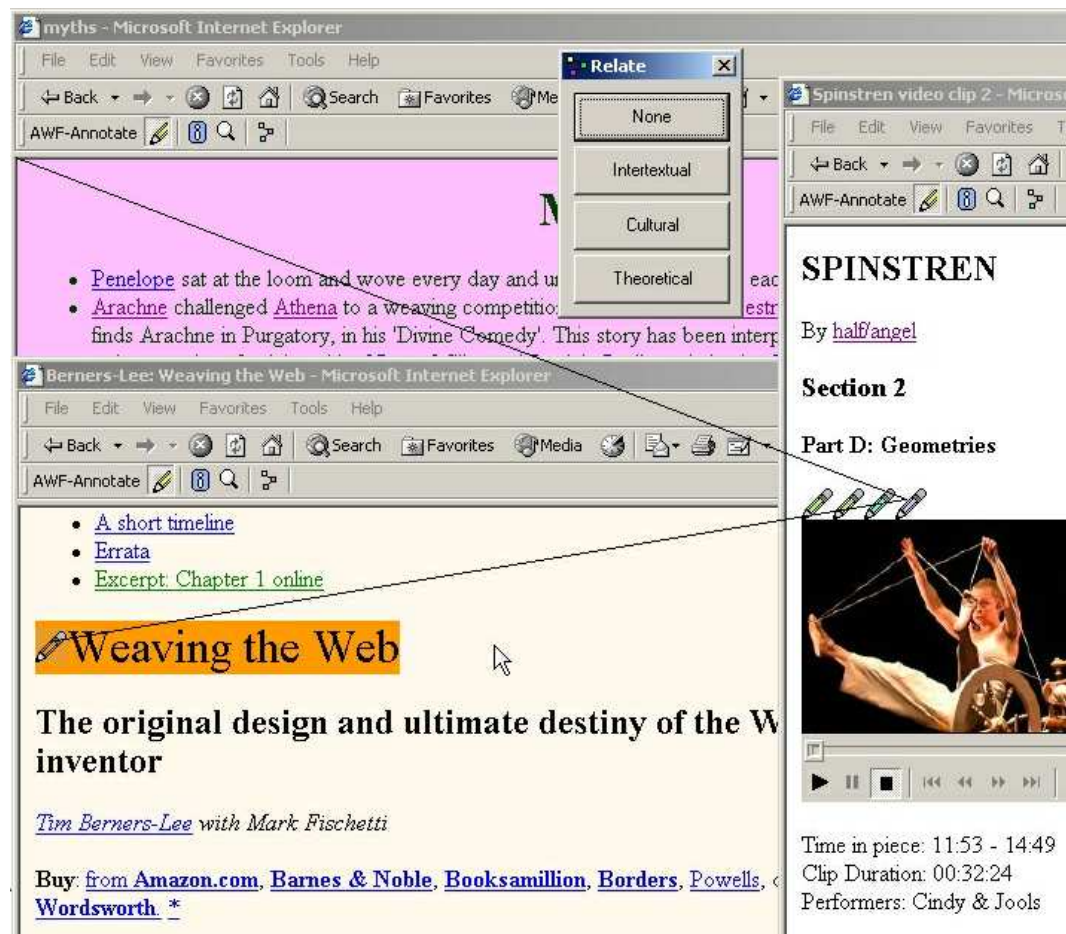 myths - Microsoft Internet Explorer
File Edit View Favorites Tools Help
Back Search Favorites Me
AWF-Annotate
Penelope sat at the loom and wove every day and un eac
Arachne challenged Athena to a weaving competitio estr
finds Arachne in Purgatory, in his 'Divine Comedy'. This story has been interp
Relate
None
Intertextual
Cultural
Theoretical
Berners-Lee: Weaving the Web - Microsoft Internet Explorer
File Edit View Favorites Tools Help
Back Search Favorites Media
AWF-Annotate
A short timeline
Errata
Excerpt: Chapter 1 online
Weaving the Web
The original design and ultimate destiny of the W
inventor
Tim Berners-Lee with Mark Fischetti
Buy: from Amazon.com, Barnes & Noble, Booksamillion, Borders, Powells,
Wordsworth. *
Spinstren video clip 2 - Micros
File Edit View Favorites T
Back
AWF-Annotate
SPINSTREN
By half/angel
Section 2
Part D: Geometries
Time in piece: 11:53 - 14:49
Clip Duration: 00:32:24
Performers: Cindy & Jools